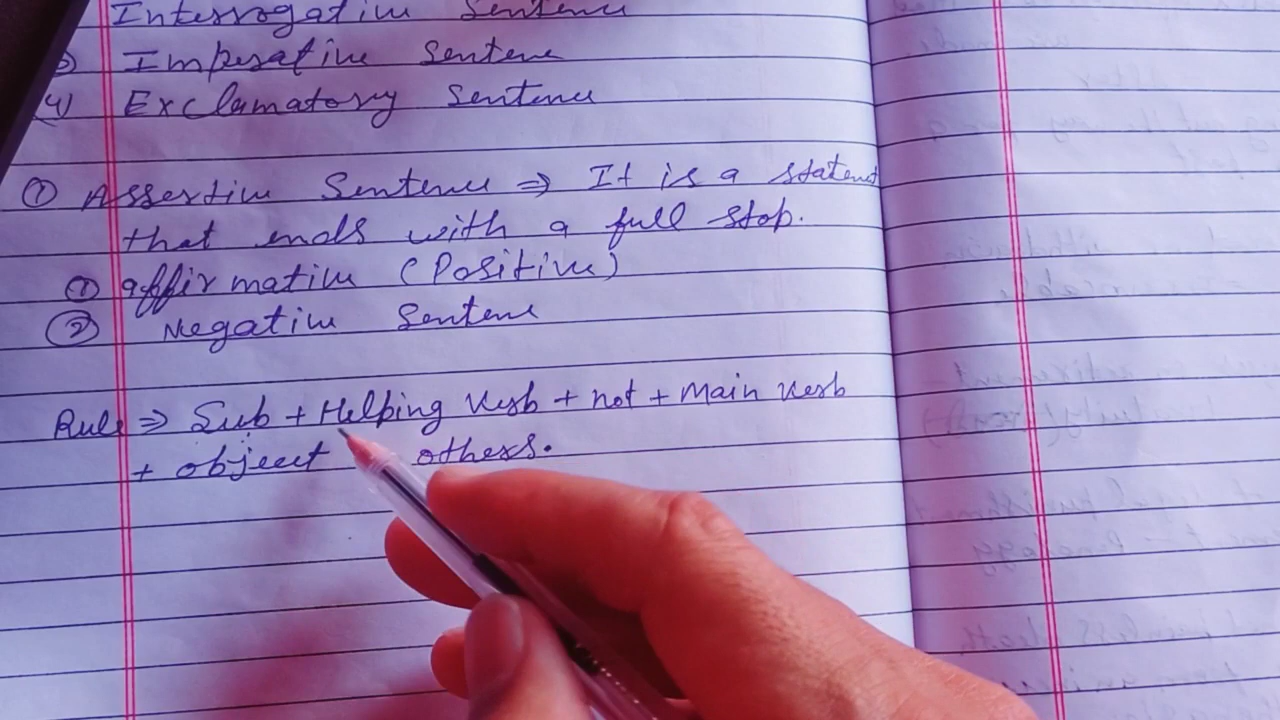 Interrogative Sentence
3) Imperative Sentence
(4) Exclamatory Sentence
① Assertive Sentence ⇒ It is a statement
that ends with a full stop.
① affirmative (Positive)
② Negative Sentence
Rule ⇒ Sub + Helping verb + not + Main verb
+ object others.